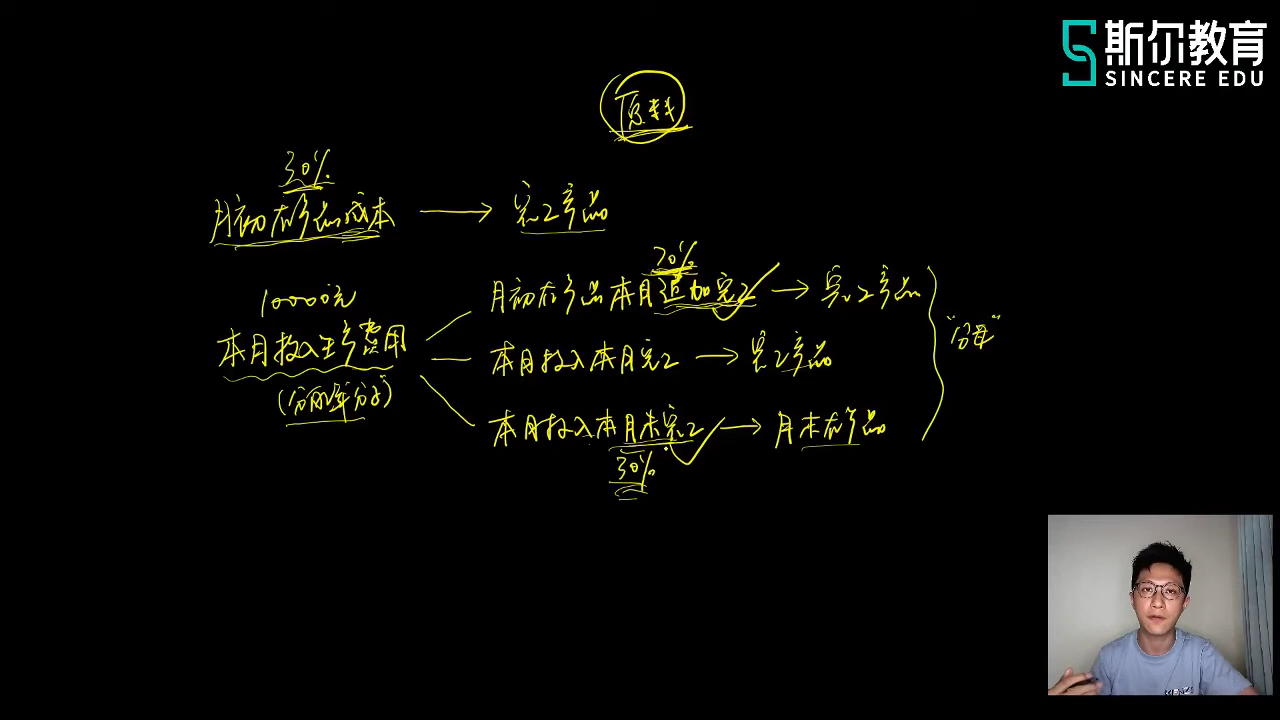 斯尔教育
SINCERE EDU
原料
30%
月初在产品成本 → 完工产品
70%
月初在产品本月追加完工 → 完工产品
10000元
本月投入生产费用
本月投入本月完工 → 完工产品
"分母"
(分配率分子)
本月投入本月未完工 → 月末在产品
30%